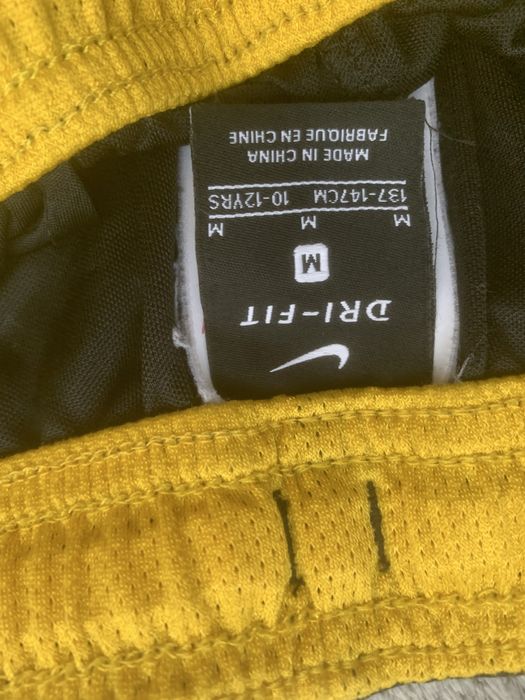 DRI-FIT
M
M M M
137-147CM 10-12YRS
MADE IN CHINA
FABRIQUE EN CHINE